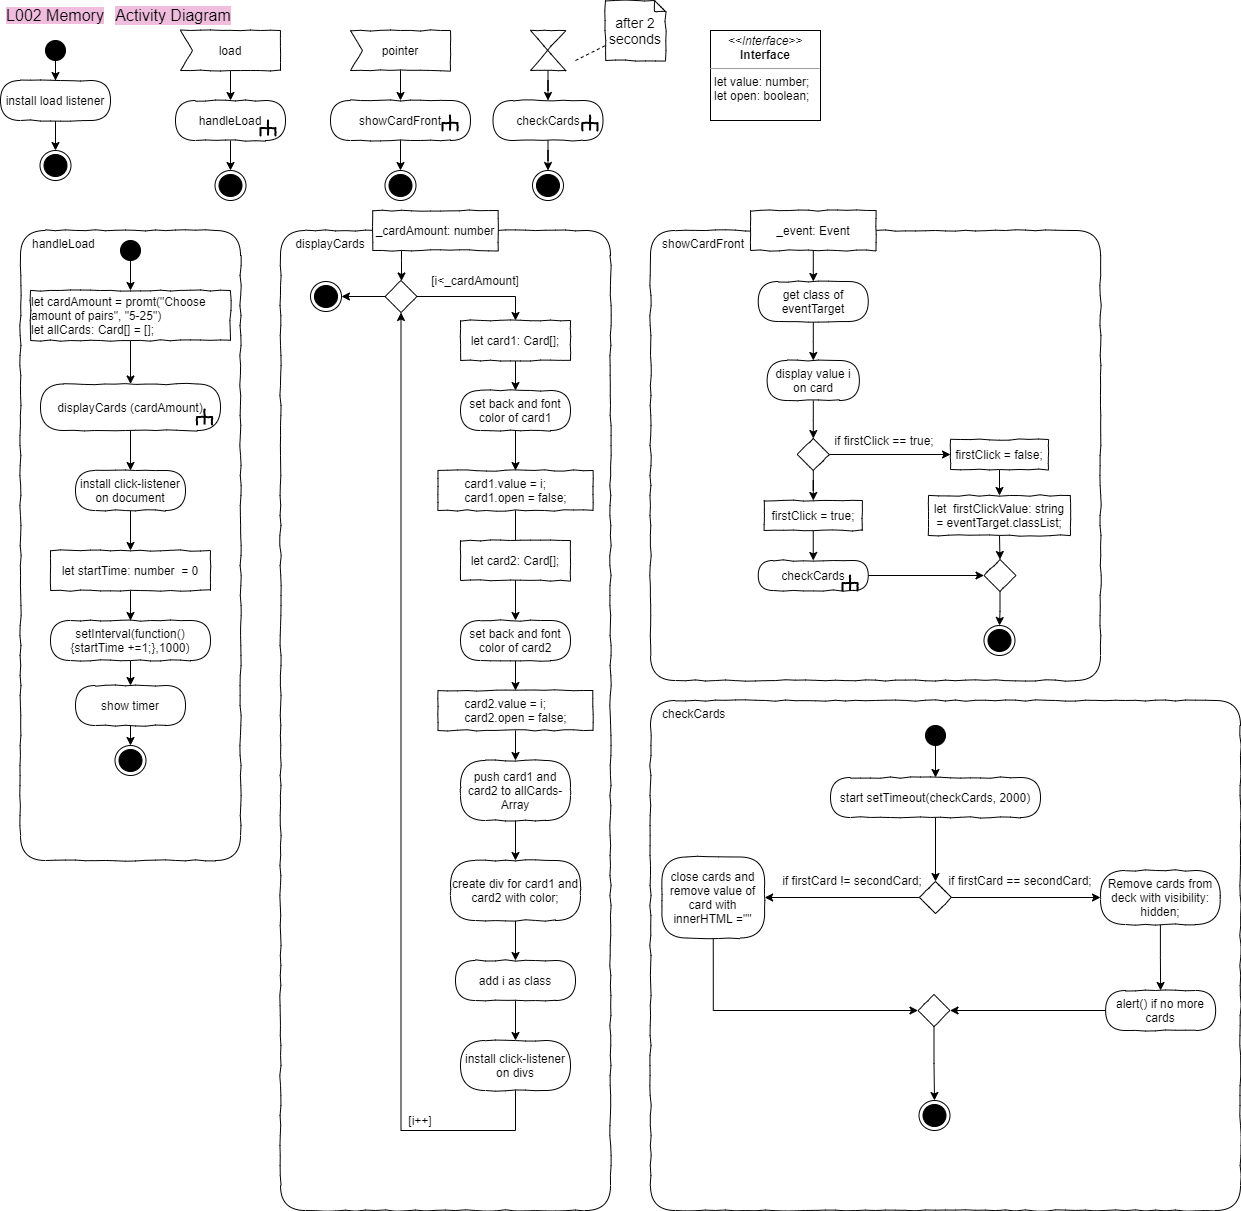 L002 Memory Activity Diagram
install load listener
load
handleLoad
pointer
showCardFront
after 2
seconds
checkCards
<<Interface>>
Interface
let value: number;
let open: boolean;
handleLoad
let cardAmount = promt("Choose
amount of pairs", "5-25")
let allCards: Card[] = [];
displayCards (cardAmount)
install click-listener
on document
let startTime: number = 0
setInterval(function()
{startTime +=1;},1000)
show timer
displayCards
_cardAmount: number
[i<_cardAmount]
let card1: Card[];
set back and font
color of card1
card1.value = i;
card1.open = false;
let card2: Card[];
set back and font
color of card2
card2.value = i;
card2.open = false;
push card1 and
card2 to allCards-
Array
create div for card1 and
card2 with color;
add i as class
install click-listener
on divs
[i++]
showCardFront
_event: Event
get class of
eventTarget
display value i
on card
if firstClick == true;
firstClick = false;
firstClick = true;
let firstClickValue: string
= eventTarget.classList;
checkCards
checkCards
start setTimeout(checkCards, 2000)
if firstCard != secondCard;
if firstCard == secondCard;
close cards and
remove value of
card with
innerHTML =""
Remove cards from
deck with visibility:
hidden;
alert() if no more
cards